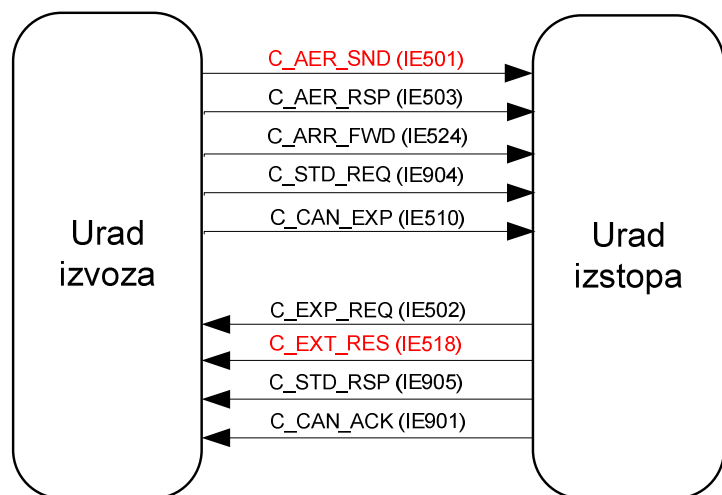 C_AER_SND (IE501)
C_AER_RSP (IE503)
C_ARR_FWD (IE524)
C_STD_REQ (IE904)
C_CAN_EXP (IE510)
Urad
izvoza
Urad
izstopa
C_EXP_REQ (IE502)
C_EXT_RES (IE518)
C_STD_RSP (IE905)
C_CAN_ACK (IE901)